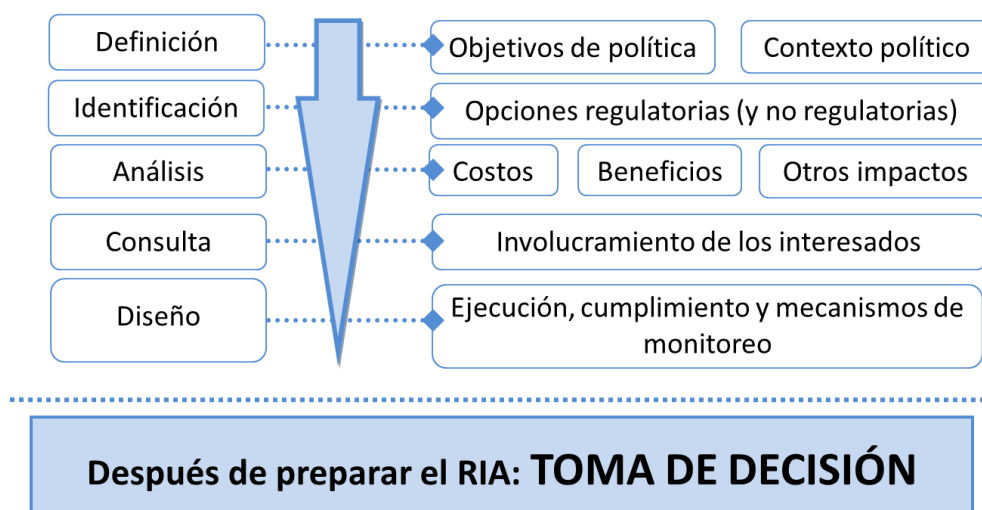 Definición
Objetivos de política
Contexto político
Identificación
Opciones regulatorias (y no regulatorias)
Análisis
Costos
Beneficios
Otros impactos
Consulta
Involucramiento de los interesados
Diseño
Ejecución, cumplimiento y mecanismos de
monitoreo
Después de preparar el RIA: TOMA DE DECISIÓN